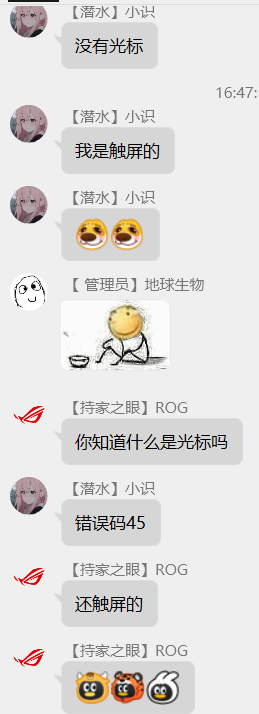 【潜水】小识
没有光标
16:47:
【潜水】小识
我是触屏的
【潜水】小识
【 管理员】地球生物
【持家之眼】ROG
你知道什么是光标吗
【潜水】小识
错误码45
【持家之眼】ROG
还触屏的
【持家之眼】ROG